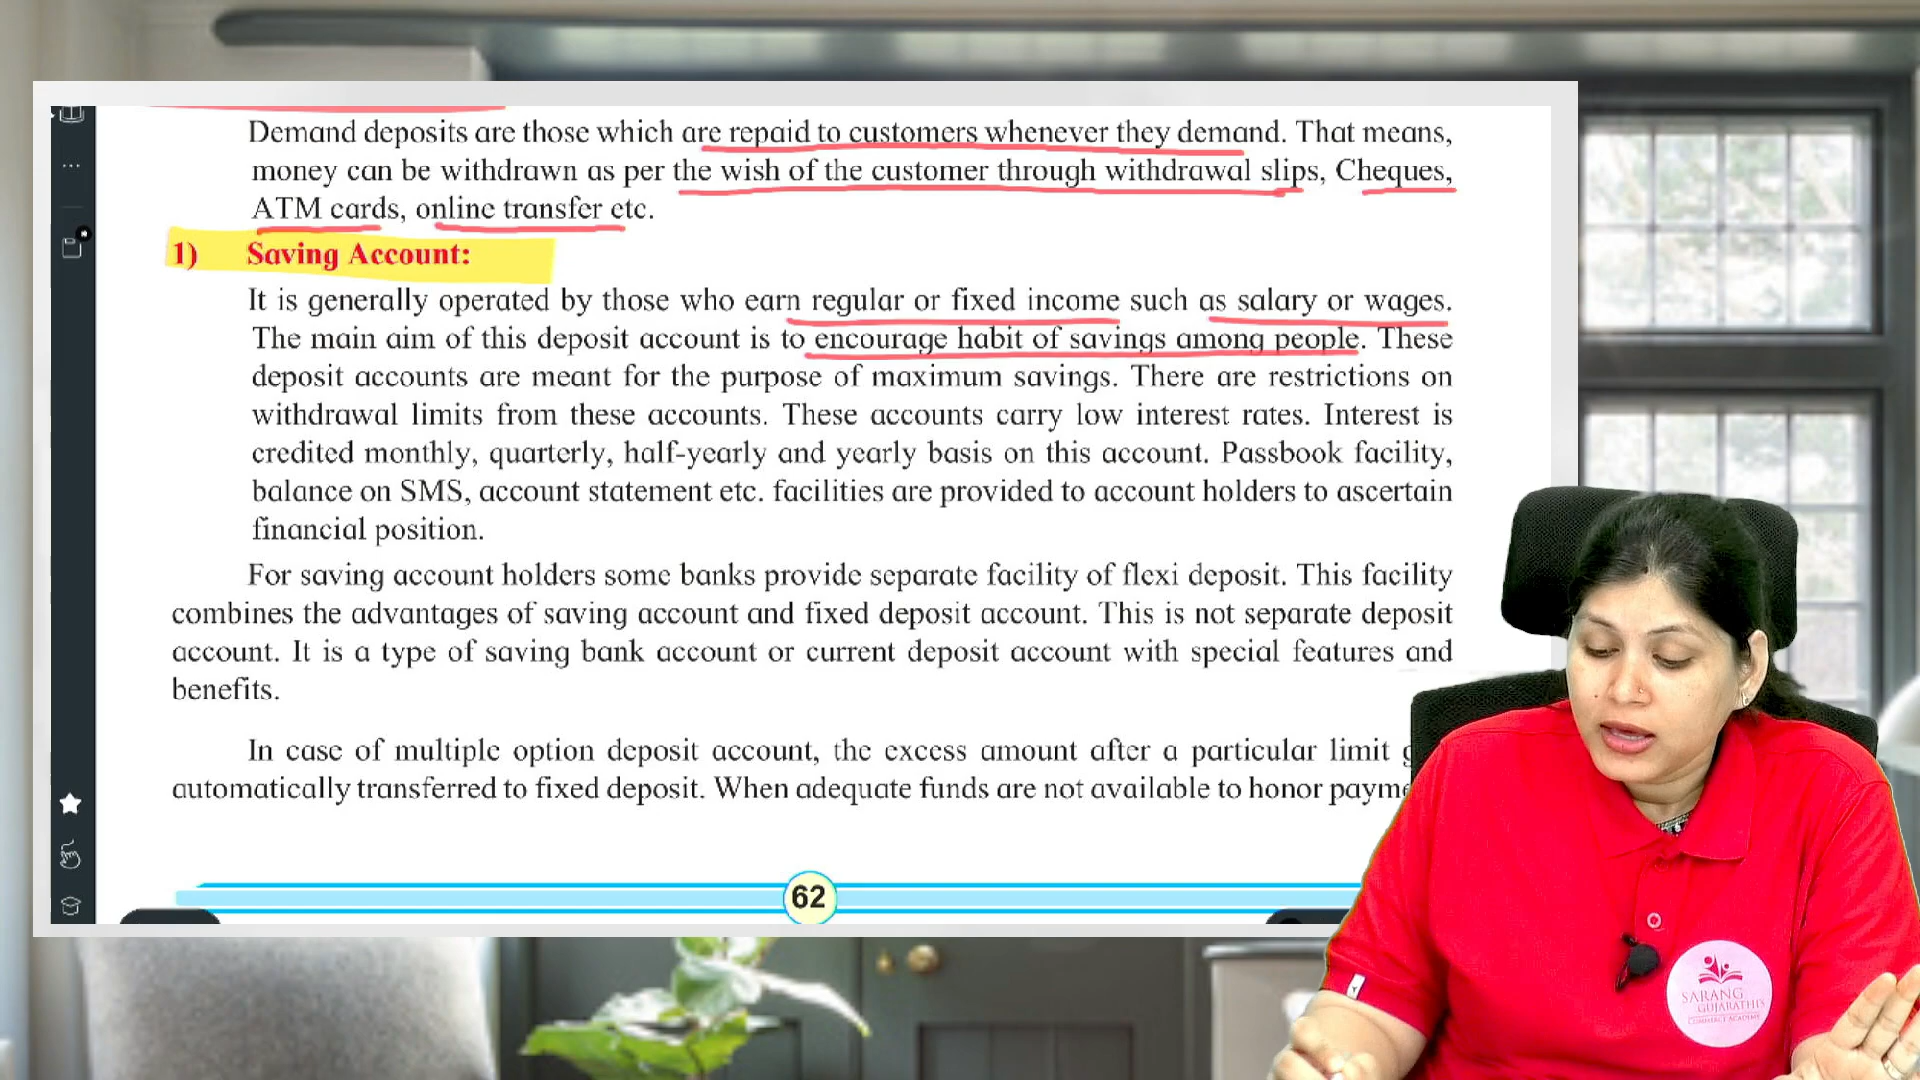 Demand deposits are those which are repaid to customers whenever they demand. That means,
money can be withdrawn as per the wish of the customer through withdrawal slips, Cheques,
ATM cards, online transfer etc.
1) Saving Account:
It is generally operated by those who earn regular or fixed income such as salary or wages.
The main aim of this deposit account is to encourage habit of savings among people. These
deposit accounts are meant for the purpose of maximum savings. There are restrictions on
withdrawal limits from these accounts. These accounts carry low interest rates. Interest is
credited monthly, quarterly, half-yearly and yearly basis on this account. Passbook facility,
balance on SMS, account statement etc. facilities are provided to account holders to ascertain
financial position.
For saving account holders some banks provide separate facility of flexi deposit. This facility
combines the advantages of saving account and fixed deposit account. This is not separate deposit
account. It is a type of saving bank account or current deposit account with special features and
benefits.
In case of multiple option deposit account, the excess amount after a particular limit
automatically transferred to fixed deposit. When adequate funds are not available to honor
62
SARANG
GUJARATHI'S
COMMERCE ACADEMY